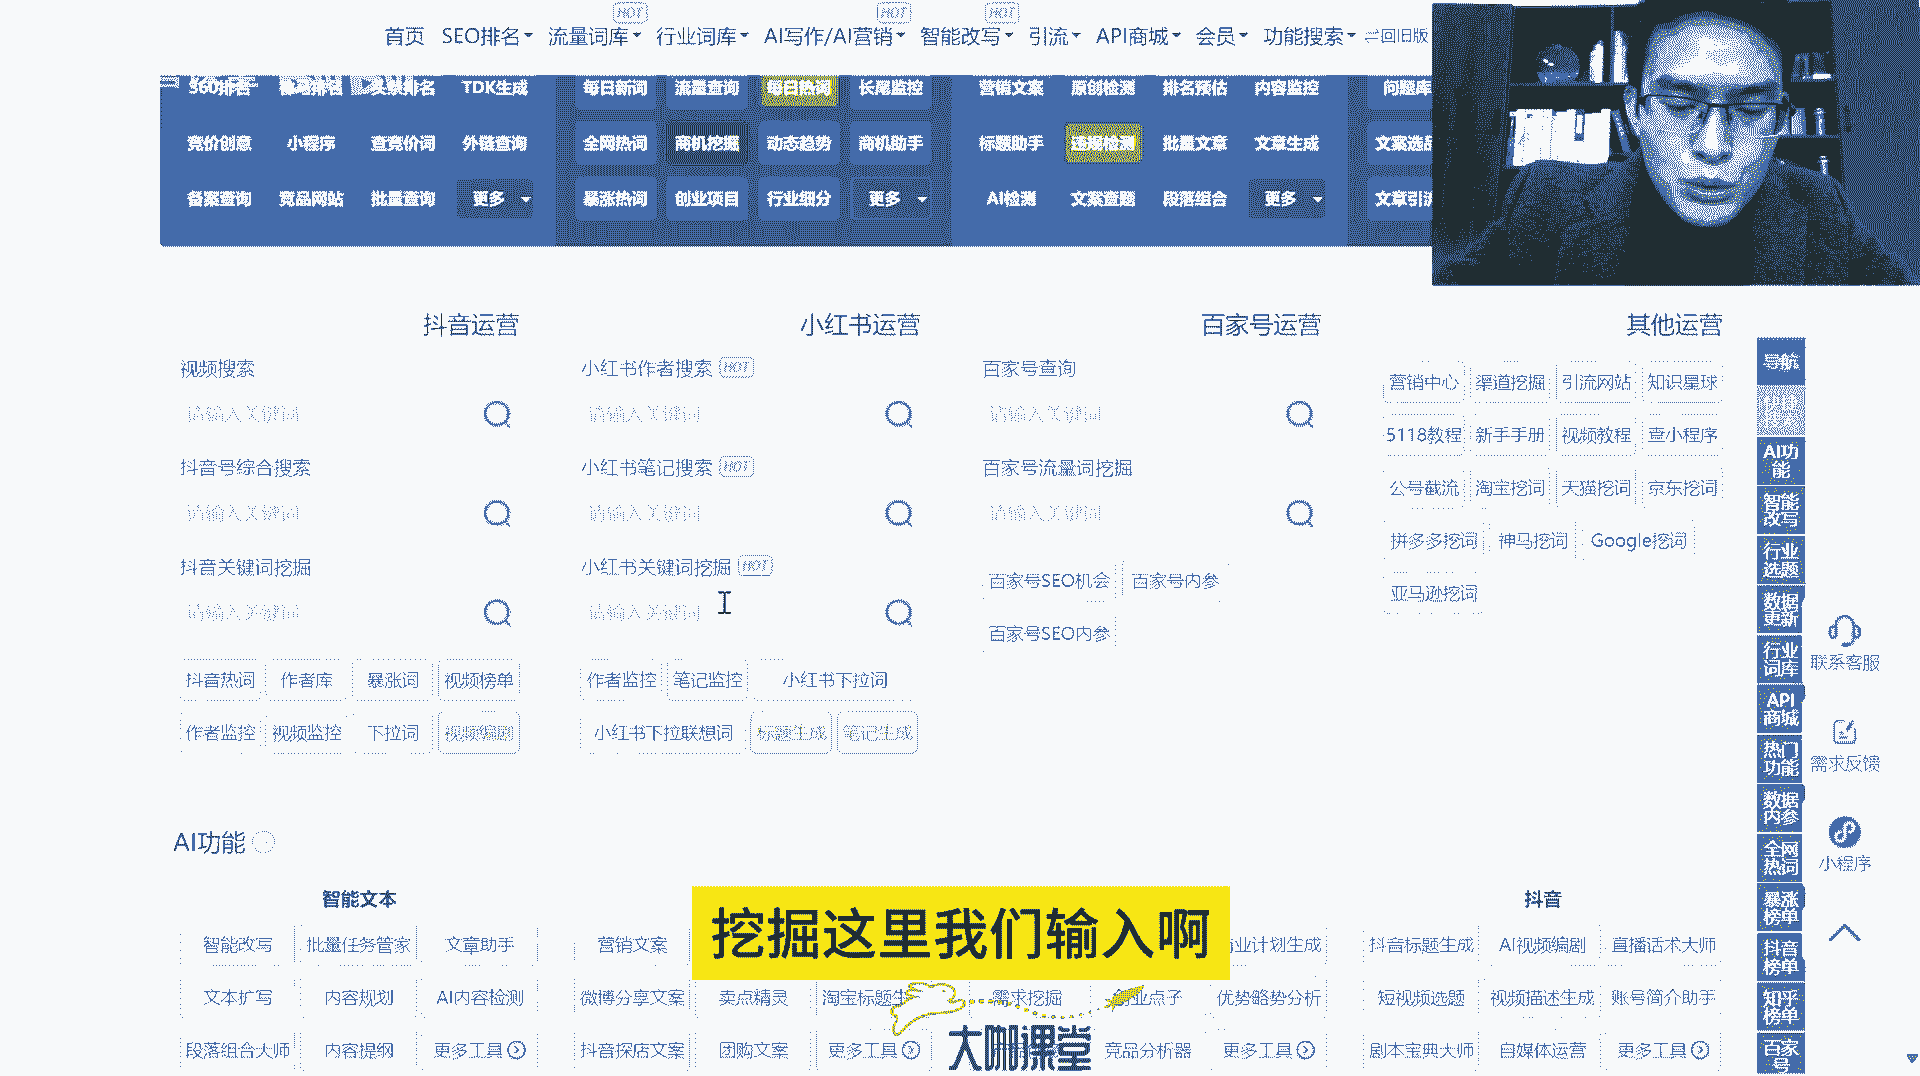 HOT HOT HOT
首页 SEO排名 流量词库 行业词库 AI写作/AI营销 智能改写 引流 API商城 会员 功能搜索 回旧版
360排名 TDK生成 每日新词 流量查询 每日热词 长尾监控 营销文案 原创检测 排名预估 内容监控 问题库
竞价创意 小程序 查竞价词 外链查询 全网热词 商机挖掘 动态趋势 商机助手 标题助手 违规检测 批量文章 文章生成 文案选品
备案查询 竞品网站 批量查询 更多 暴涨热词 创业项目 行业细分 更多 AI检测 文案查题 段落组合 更多 文章引流
抖音运营 小红书运营 百家号运营 其他运营
视频搜索 小红书作者搜索 HOT 百家号查询
营销中心 渠道挖掘 引流网站 知识星球
请输入关键词 请输入关键词 请输入关键词
5118教程 新手手册 视频教程 查小程序
抖音号综合搜索 小红书笔记搜索 HOT 百家号流量词挖掘
公号截流 淘宝挖词 天猫挖词 京东挖词
请输入关键词 请输入关键词 请输入关键词
拼多多挖词 神马挖词 Google挖词
抖音关键词挖掘 小红书关键词挖掘 HOT
百家号SEO机会 百家号内参
亚马逊挖词
请输入关键词 请输入关键词
百家号SEO内参
抖音热词 作者库 暴涨词 视频榜单 作者监控 笔记监控 小红书下拉词
作者监控 视频监控 下拉词 视频编剧 小红书下拉联想词 标题生成 笔记生成
导航
AI功能
智能改写
行业选题
数据更新
行业词库
API商城
热门功能
数据内参
全网热词
暴涨榜单
抖音榜单
知乎榜单
百家号
联系客服
需求反馈
小程序
AI功能
智能文本 抖音
智能改写 批量任务管家 文章助手 营销文案 业计划生成 抖音标题生成 AI视频编剧 直播话术大师
挖掘这里我们输入啊
文本扩写 内容规划 AI内容检测 微博分享文案 卖点精灵 淘宝标题生 需求挖掘 创业点子 优势略势分析 短视频选题 视频描述生成 账号简介助手
段落组合大师 内容提纲 更多工具 抖音探店文案 团购文案 更多工具 竞品分析器 更多工具 剧本宝典大师 自媒体运营 更多工具
大咖课堂